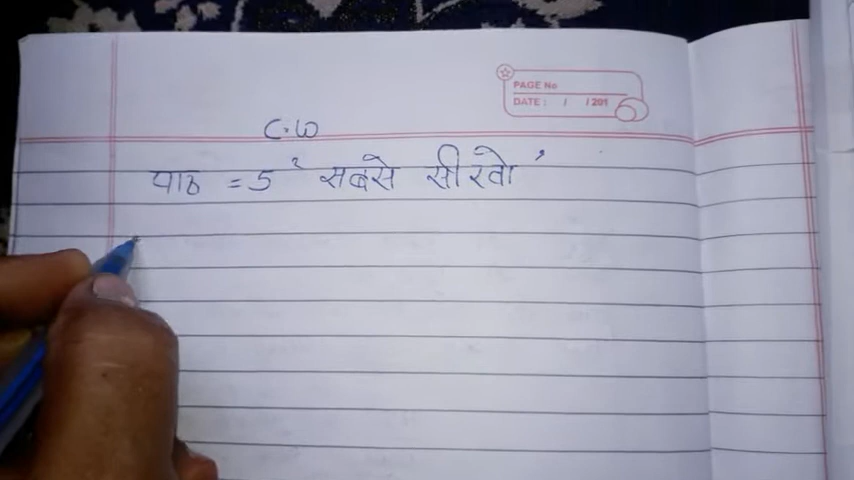 PAGE No
DATE : / / 201
C.W
पाठ = 5 ' सबसे सीखो '